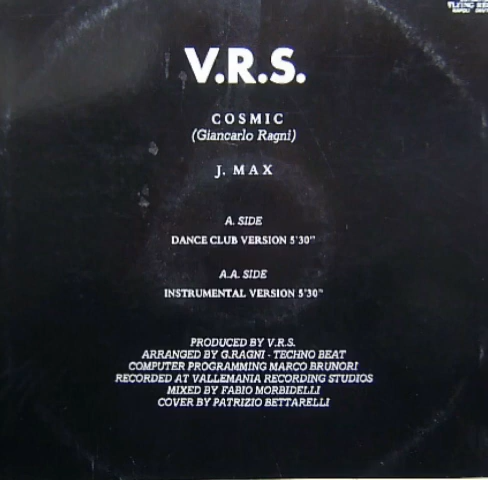 V.R.S.
COSMIC
(Giancarlo Ragni)
J. MAX
A. SIDE
DANCE CLUB VERSION 5'30"
A.A. SIDE
INSTRUMENTAL VERSION 5'30"
PRODUCED BY V.R.S.
ARRANGED BY G.RAGNI - TECHNO BEAT
COMPUTER PROGRAMMING MARCO BRUNORI
RECORDED AT VALLEMANIA RECORDING STUDIOS
MIXED BY FABIO MORBIDELLI
COVER BY PATRIZIO BETTARELLI